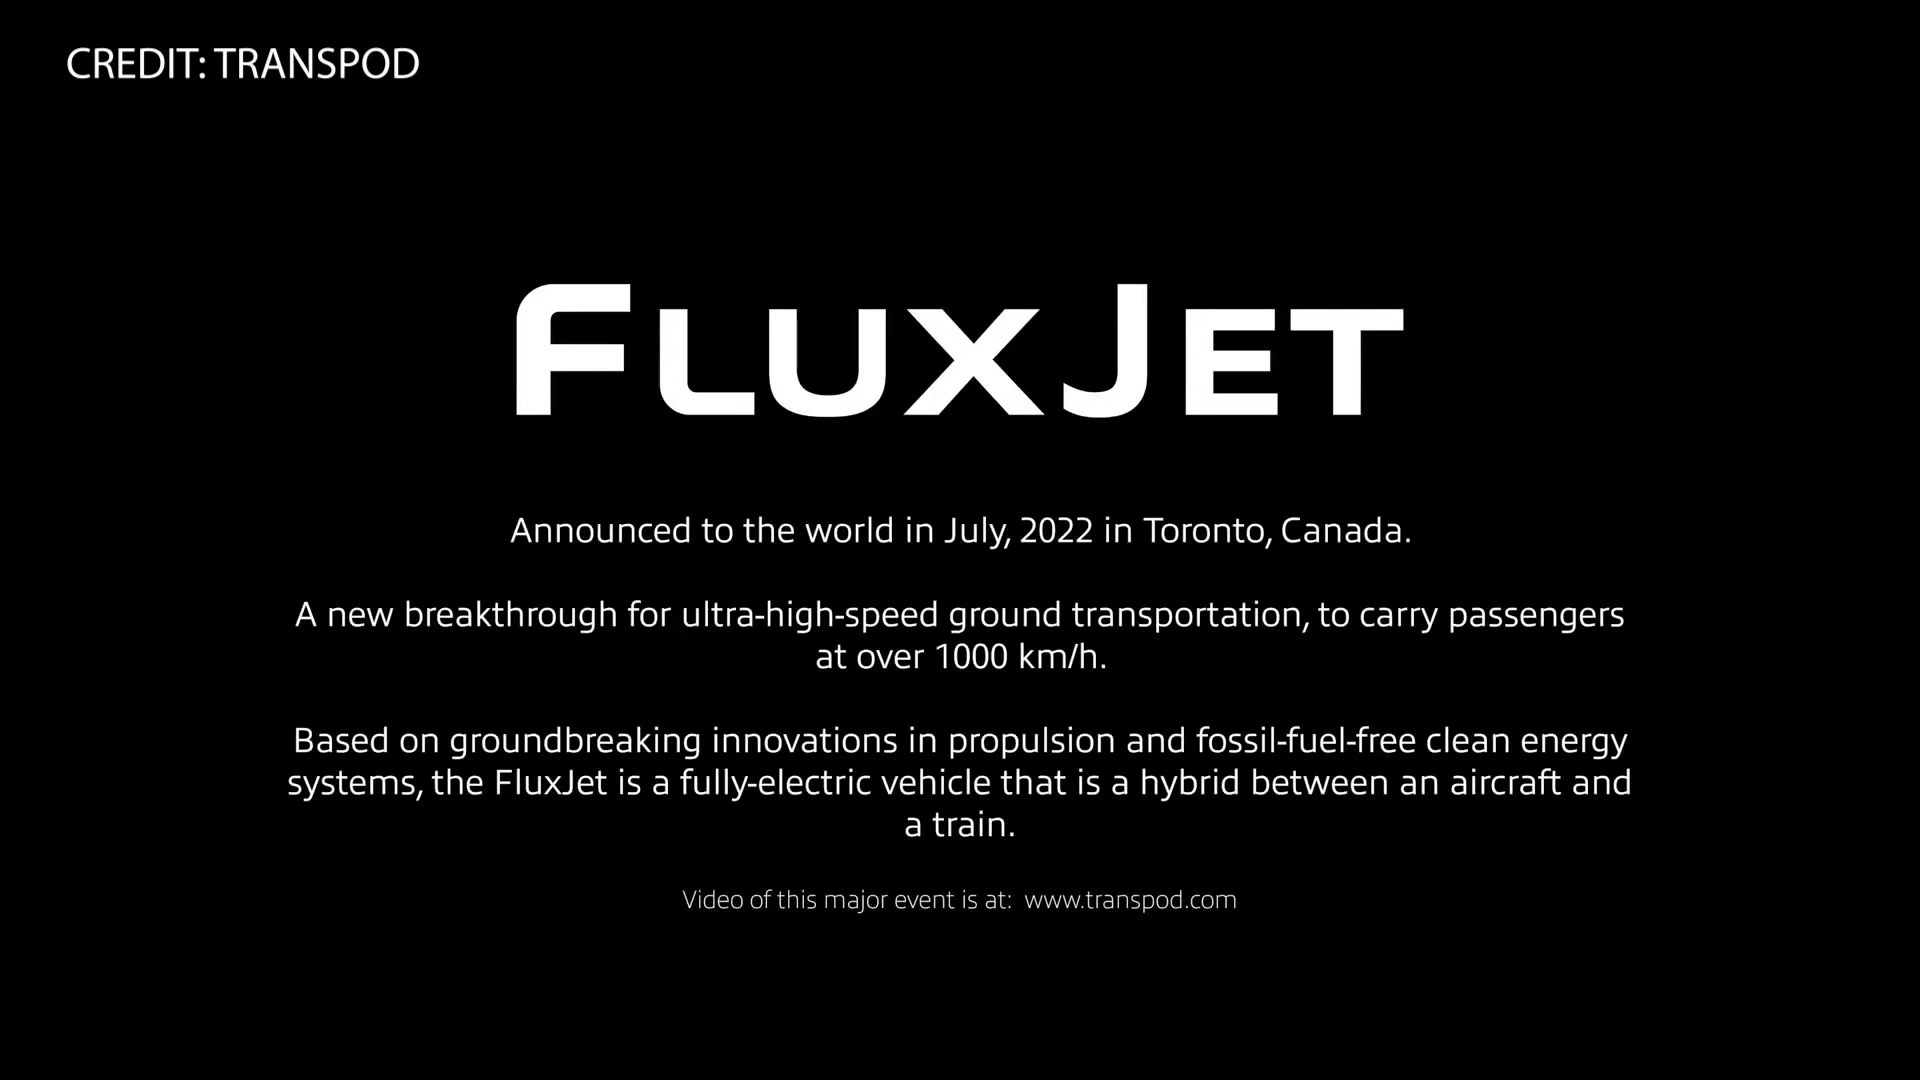 CREDIT: TRANSPOD
FLUXJET
Announced to the world in July, 2022 in Toronto, Canada.
A new breakthrough for ultra-high-speed ground transportation, to carry passengers
at over 1000 km/h.
Based on groundbreaking innovations in propulsion and fossil-fuel-free clean energy
systems, the FluxJet is a fully-electric vehicle that is a hybrid between an aircraft and
a train.
Video of this major event is at: www.transpod.com